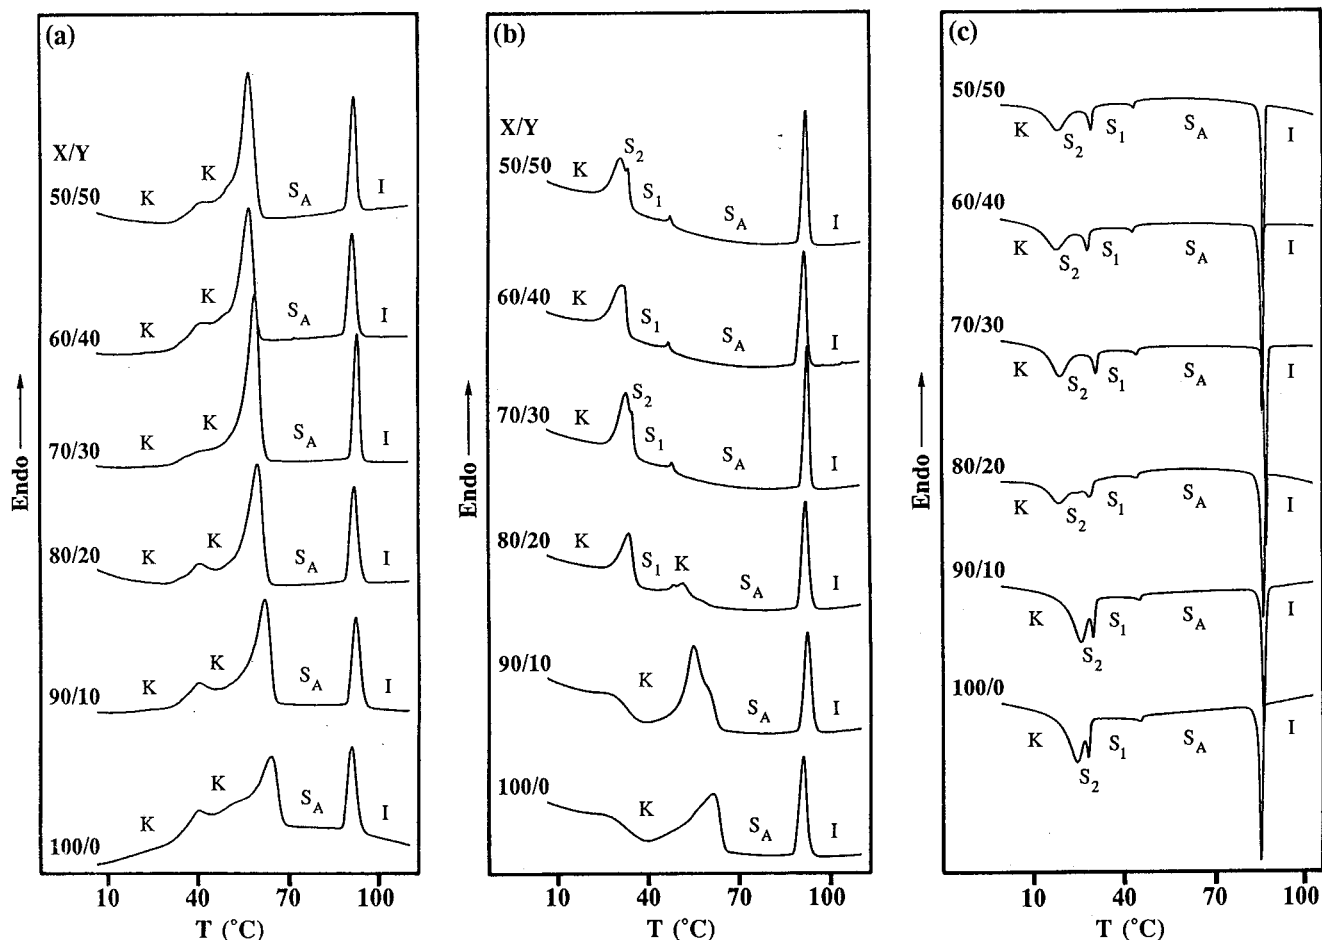 (a)
X/Y
50/50 K K S_A I
60/40 K K S_A I
70/30 K K S_A I
80/20 K K S_A I
90/10 K K S_A I
100/0 K K S_A I
Endo →
10 40 70 100
T (°C)
(b)
X/Y
50/50 K S_2 S_1 S_A I
60/40 K S_1 S_A I
70/30 K S_2 S_1 S_A I
80/20 K S_1 K S_A I
90/10 K S_A I
100/0 K S_A I
Endo →
10 40 70 100
T (°C)
(c)
50/50 K S_2 S_1 S_A I
60/40 K S_2 S_1 S_A I
70/30 K S_2 S_1 S_A I
80/20 K S_2 S_1 S_A I
90/10 K S_2 S_1 S_A I
100/0 K S_2 S_1 S_A I
Endo →
10 40 70 100
T (°C)